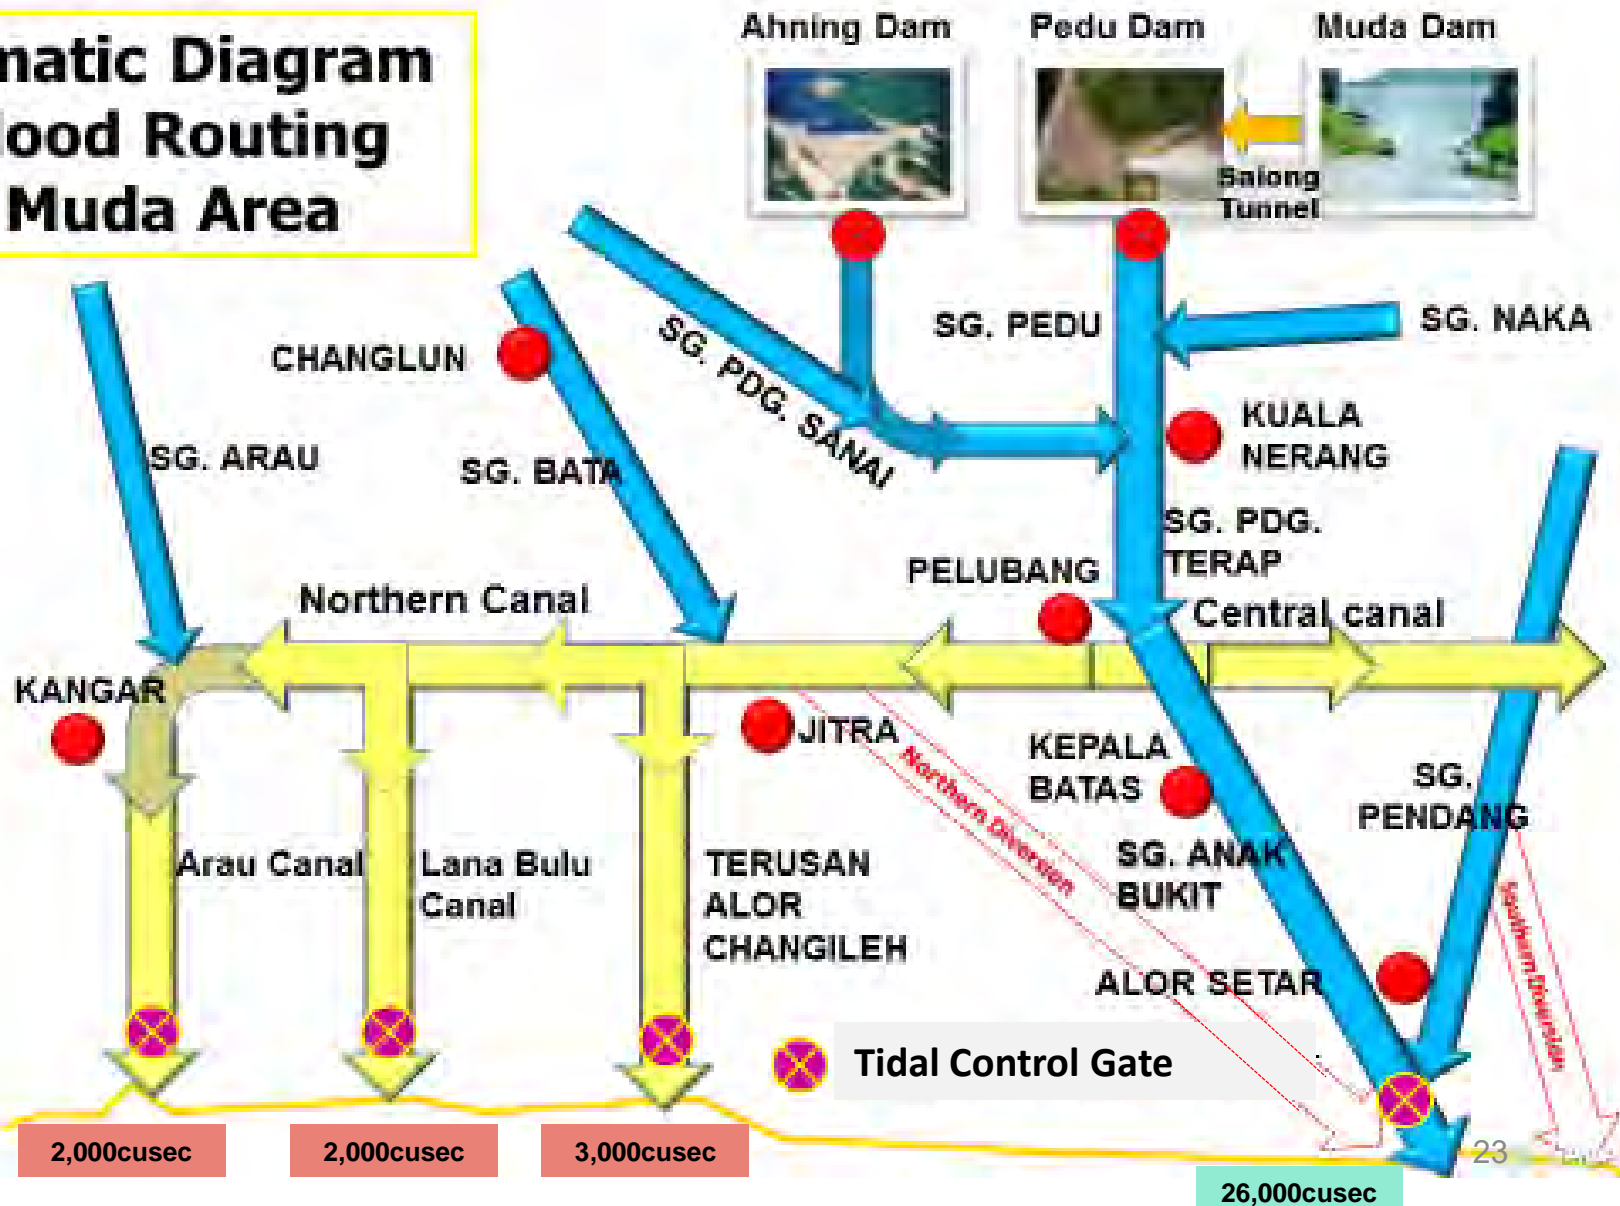 matic Diagram
lood Routing
Muda Area
Ahning Dam
Pedu Dam
Muda Dam
Saiong
Tunnel
SG. PEDU
SG. NAKA
CHANGLUN
SG. PDG. SANAI
KUALA
NERANG
SG. ARAU
SG. BATA
SG. PDG.
TERAP
PELUBANG
Northern Canal
Central canal
KANGAR
JITRA
Northern Diversion
KEPALA
BATAS
SG.
PENDANG
Arau Canal
Lana Bulu
Canal
TERUSAN
ALOR
CHANGILEH
SG. ANAK
BUKIT
Southern Diversion
ALOR SETAR
Tidal Control Gate
2,000cusec
2,000cusec
3,000cusec
23
26,000cusec